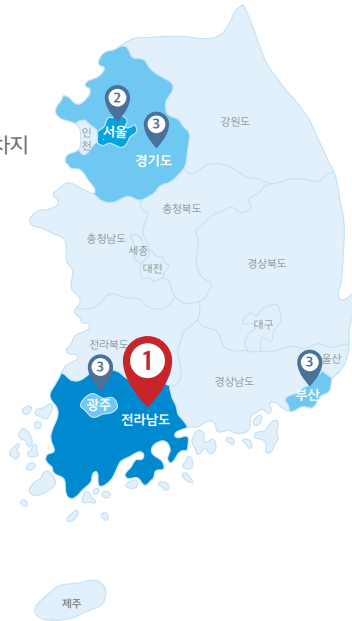 2
강원도
3
인천
서울
차지
경기도
충청북도
충청남도
세종
대전
경상북도
대구
전라북도
1
3
울산
3
경상남도
부산
광주
전라남도
제주